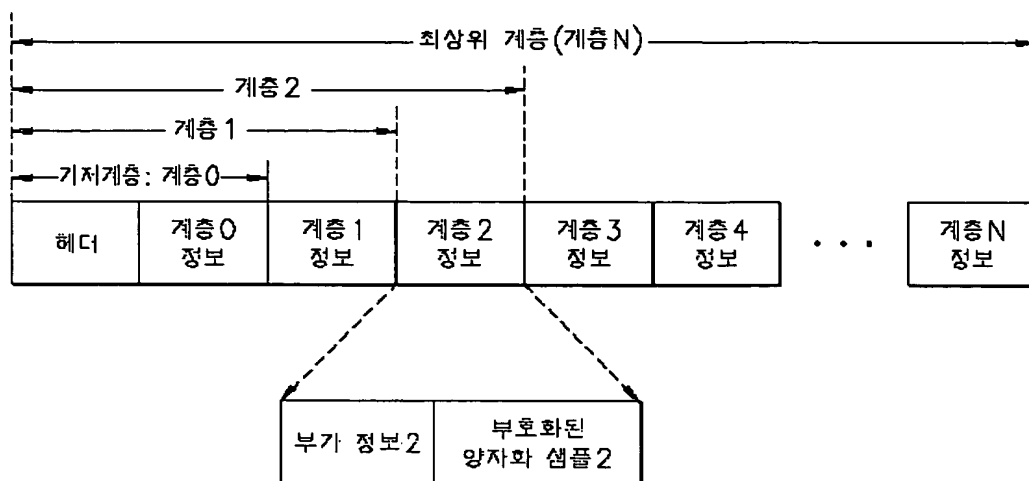 최상위 계층(계층N)
계층2
계층1
기저계층: 계층0
헤더
계층0
정보
계층1
정보
계층2
정보
계층3
정보
계층4
정보
• • •
계층N
정보
부가 정보2
부호화된
양자화 샘플2